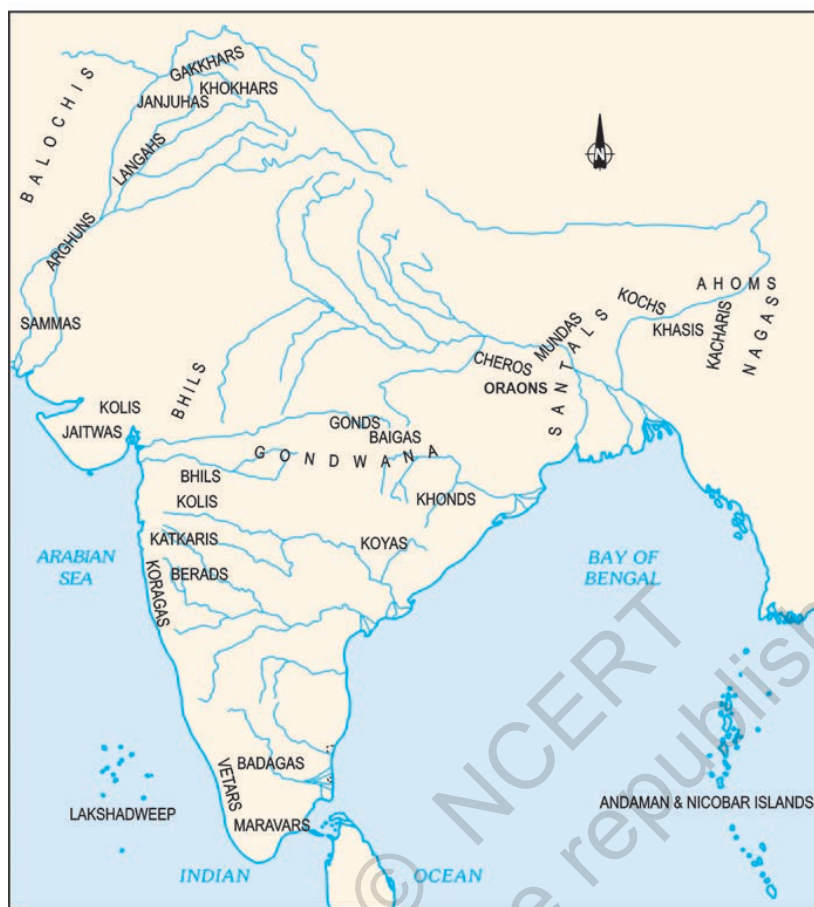 GAKKHARS
KHOKHARS
JANJUHAS
BALOCHIS
LANGAHS
N
ARGHUNS
SAMMAS
AHOMS
KOCHS
KHASIS
KACHARIS
NAGAS
MUNDAS
CHEROS
SANTALS
ORAONS
BHILS
KOLIS
JAITWAS
GONDS
BAIGAS
GONDWANA
BHILS
KOLIS
KHONDS
KATKARIS
KOYAS
ARABIAN
SEA
BERADS
KORAGAS
BAY OF
BENGAL
BADAGAS
VETARS
LAKSHADWEEP
MARAVARS
ANDAMAN & NICOBAR ISLANDS
INDIAN OCEAN
© NCERT
e republish